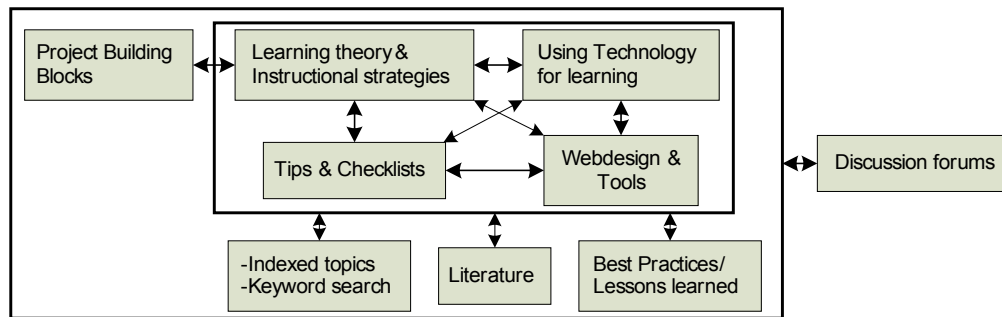 Project Building
Blocks
Learning theory &
Instructional strategies
Using Technology
for learning
Tips & Checklists
Webdesign &
Tools
Discussion forums
-Indexed topics
-Keyword search
Literature
Best Practices/
Lessons learned